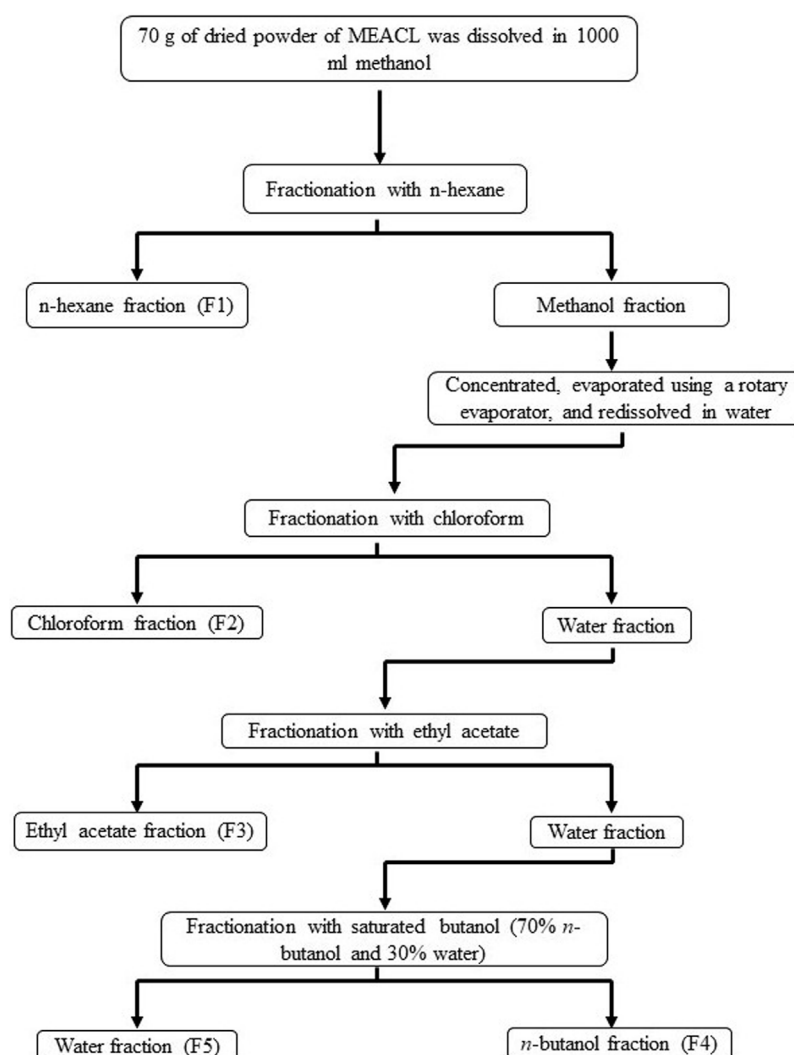 70 g of dried powder of MEACL was dissolved in 1000
ml methanol
Fractionation with n-hexane
n-hexane fraction (F1)
Methanol fraction
Concentrated, evaporated using a rotary
evaporator, and redissolved in water
Fractionation with chloroform
Chloroform fraction (F2)
Water fraction
Fractionation with ethyl acetate
Ethyl acetate fraction (F3)
Water fraction
Fractionation with saturated butanol (70% n-
butanol and 30% water)
Water fraction (F5)
n-butanol fraction (F4)